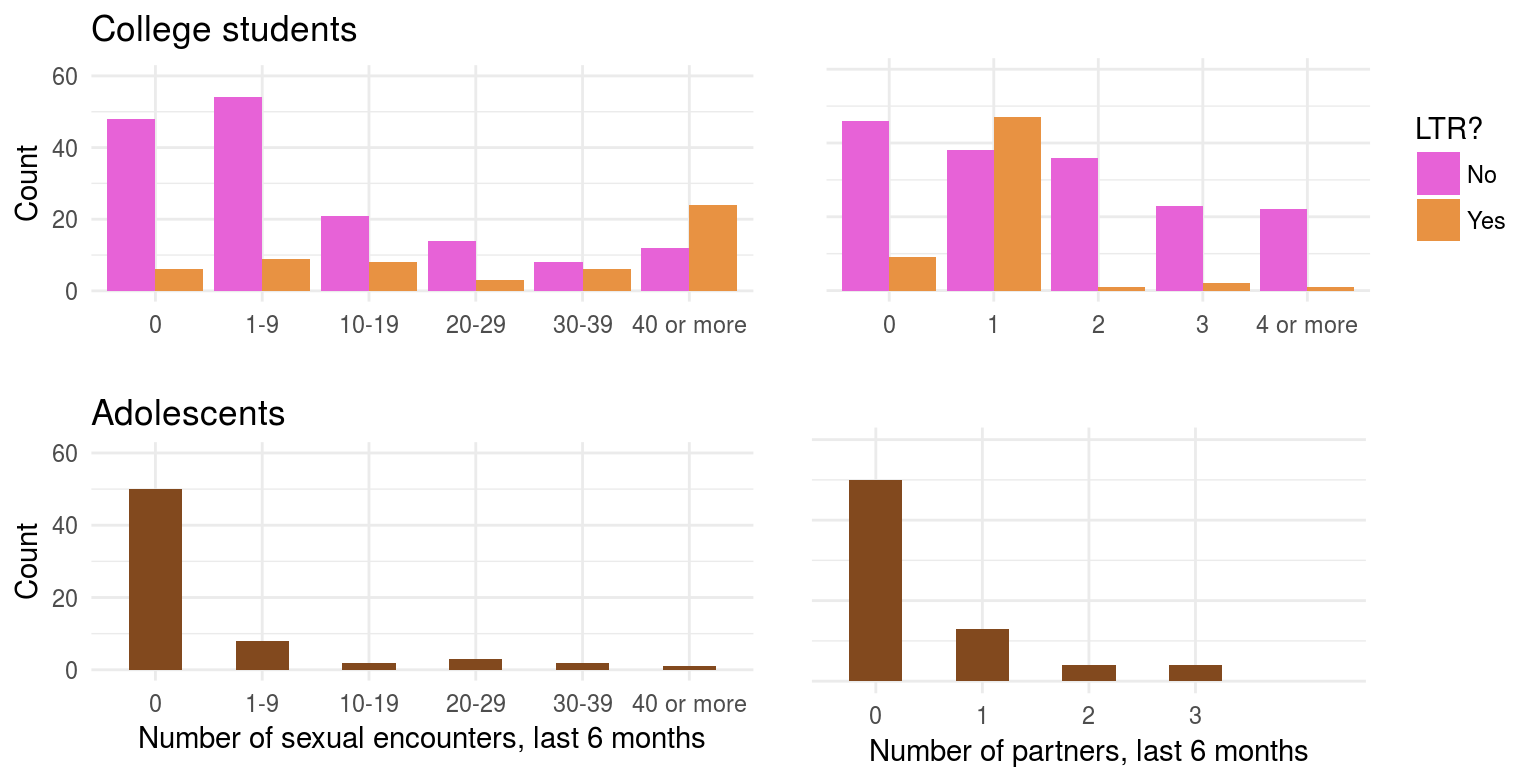 College students
60
40
20
0
Count
0 1-9 10-19 20-29 30-39 40 or more
0 1 2 3 4 or more
LTR?
No
Yes
Adolescents
60
40
20
0
Count
0 1-9 10-19 20-29 30-39 40 or more
Number of sexual encounters, last 6 months
0 1 2 3
Number of partners, last 6 months